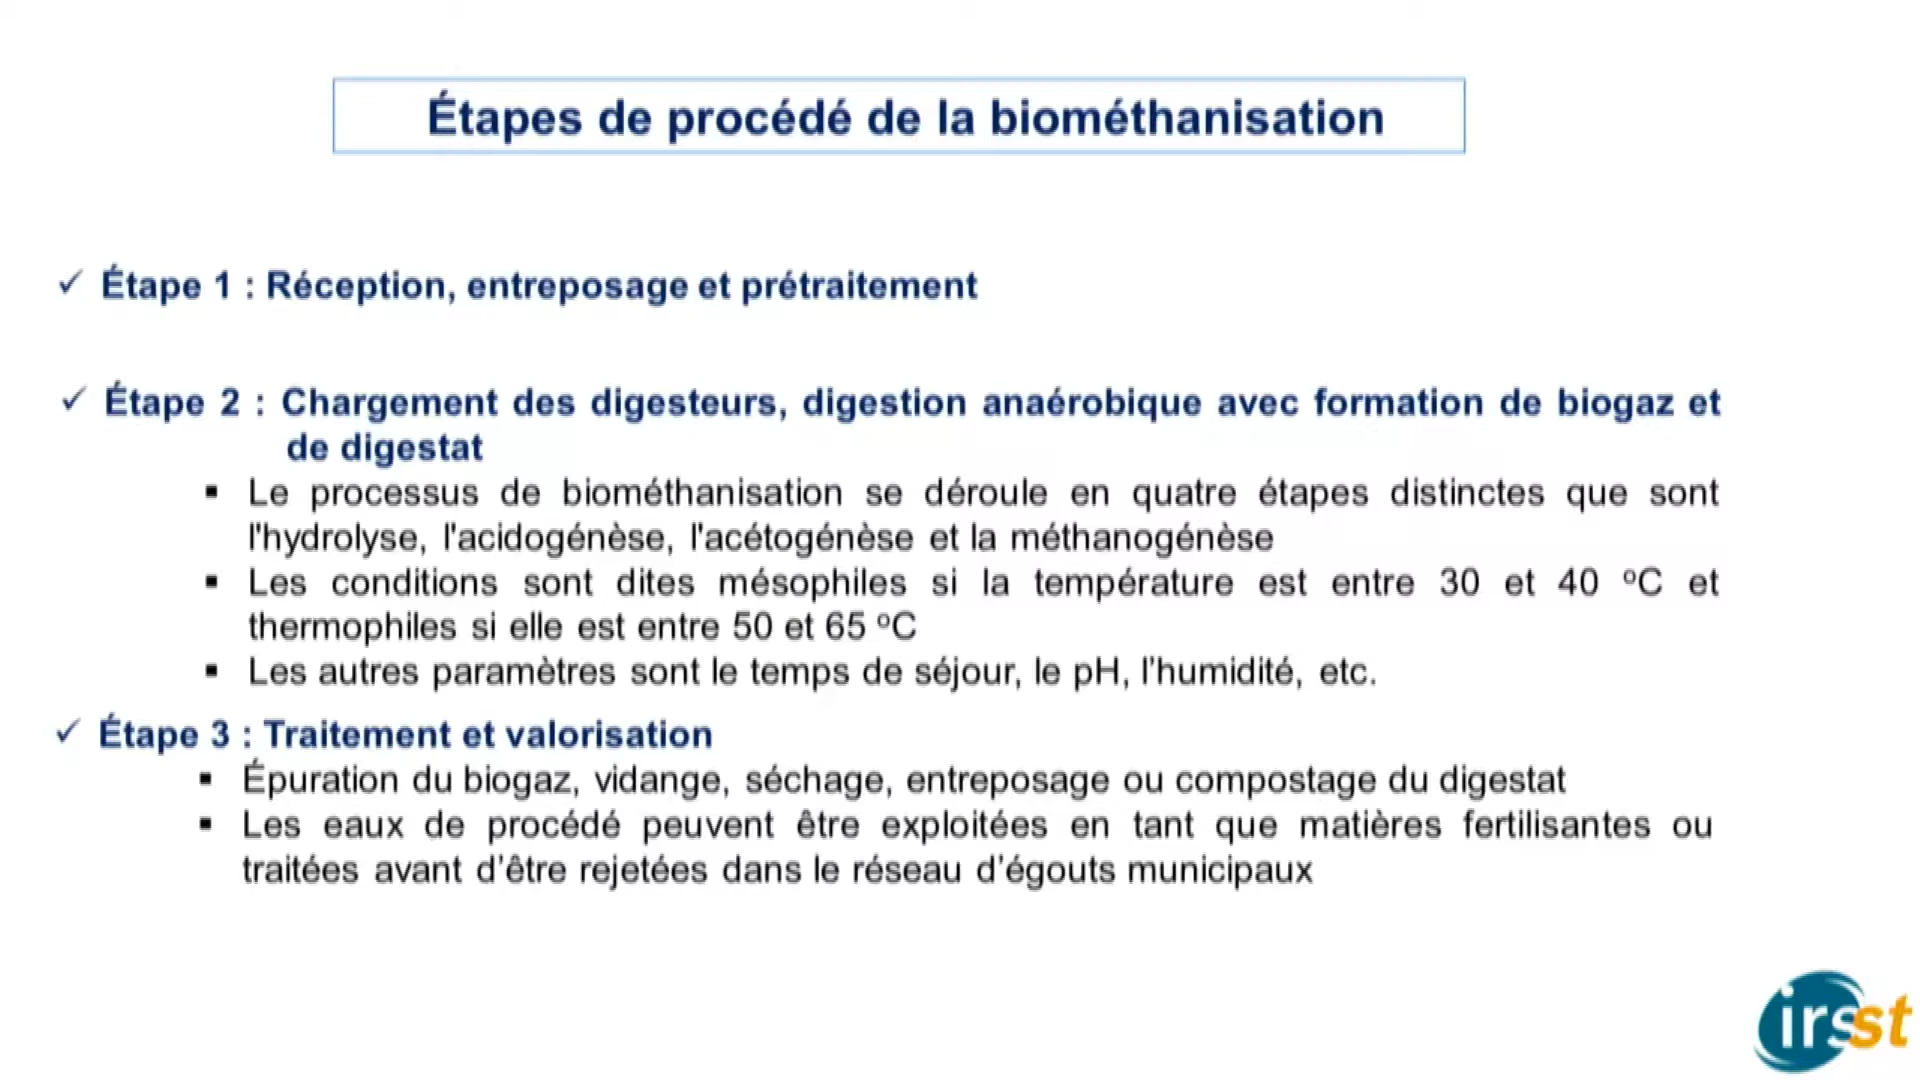 Étapes de procédé de la biométhanisation
✓ Étape 1 : Réception, entreposage et prétraitement
✓ Étape 2 : Chargement des digesteurs, digestion anaérobique avec formation de biogaz et
de digestat
▪ Le processus de biométhanisation se déroule en quatre étapes distinctes que sont
l'hydrolyse, l'acidogénèse, l'acétogénèse et la méthanogénèse
▪ Les conditions sont dites mésophiles si la température est entre 30 et 40 ºC et
thermophiles si elle est entre 50 et 65 ºC
▪ Les autres paramètres sont le temps de séjour, le pH, l'humidité, etc.
✓ Étape 3 : Traitement et valorisation
▪ Épuration du biogaz, vidange, séchage, entreposage ou compostage du digestat
▪ Les eaux de procédé peuvent être exploitées en tant que matières fertilisantes ou
traitées avant d'être rejetées dans le réseau d'égouts municipaux
irsst